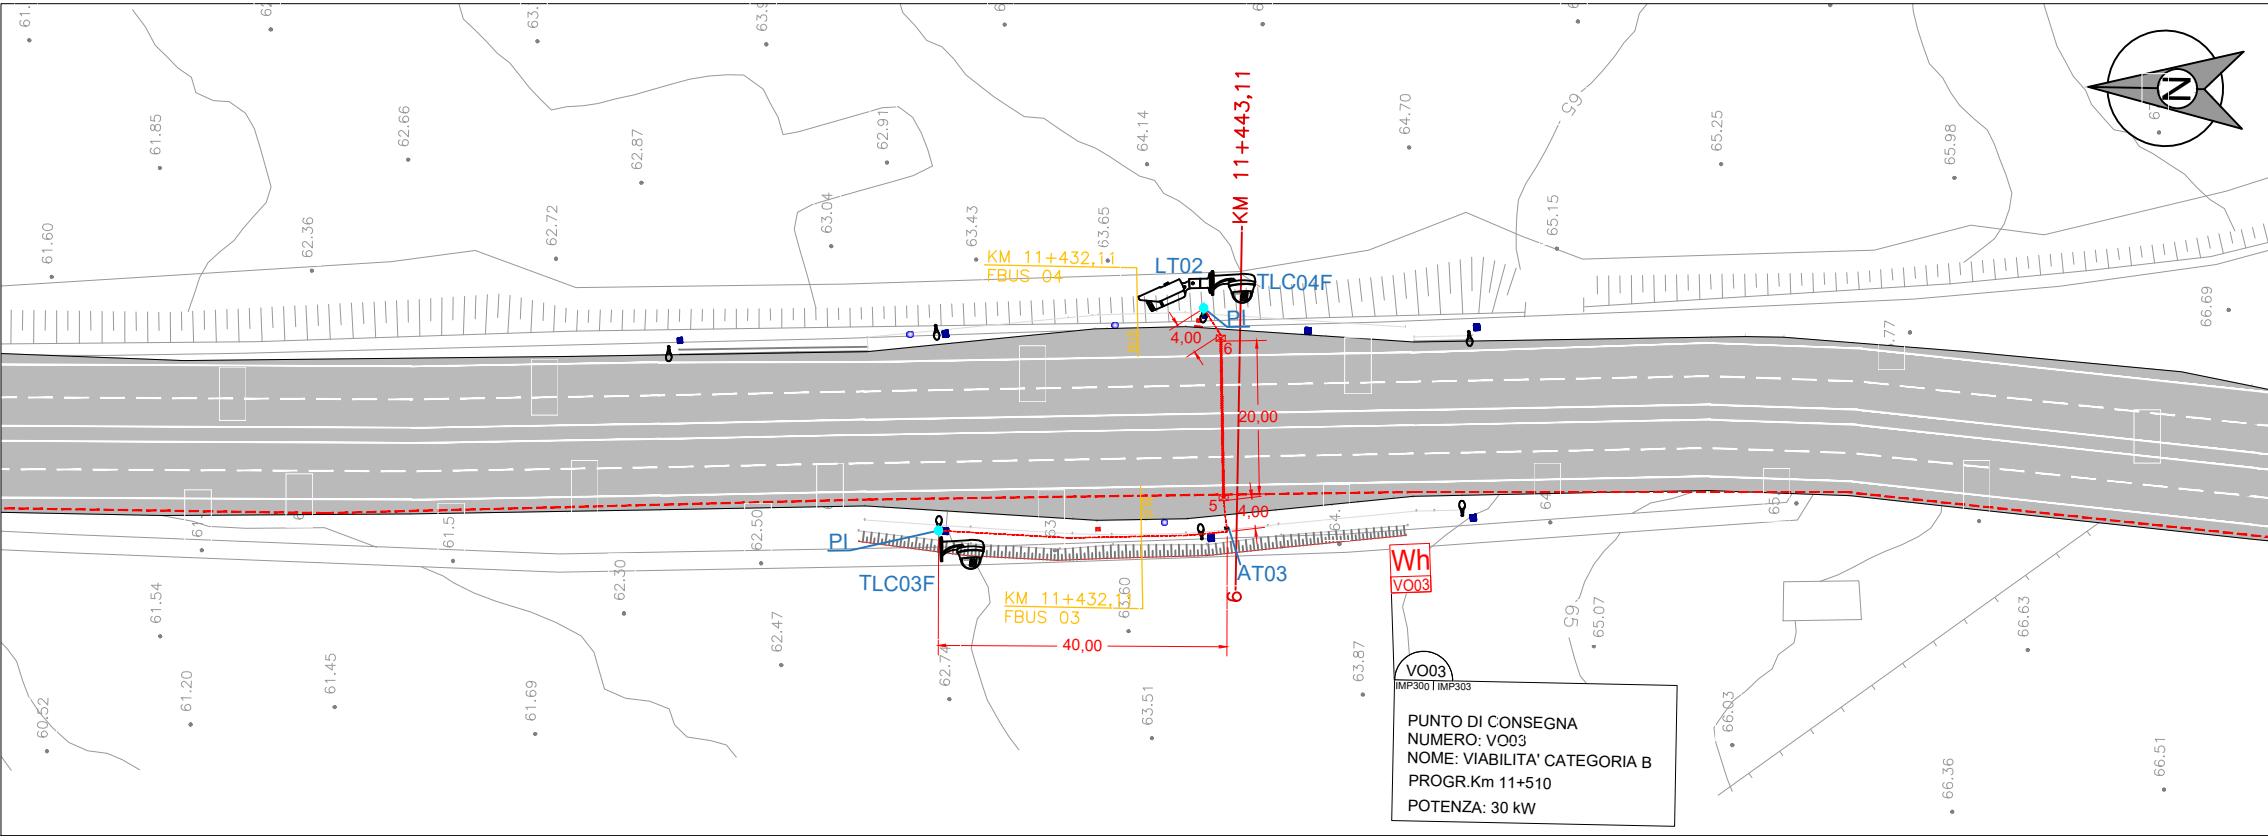 61.85
62.66
62.87
62.91
64.14
64.70
65
65.25
65.98
N
61.60
62.36
62.72
63.04
63.43
63.65
65.15
66.69
KM 11+443,11
KM 11+432,11
FBUS 04
LT02
TLC04F
PL
4,00
6
20,00
5
4,00
62.50
PL
TLC03F
AT03
6
KM 11+432,11
FBUS 03
63.60
40,00
Wh
VO03
61.54
61.20
61.45
60.52
61.69
62.30
62.47
62.74
63.51
63.87
65
65.07
66.63
66.03
66.36
66.51
VO03
IMP300 | IMP303
PUNTO DI CONSEGNA
NUMERO: VO03
NOME: VIABILITA' CATEGORIA B
PROGR.Km 11+510
POTENZA: 30 kW